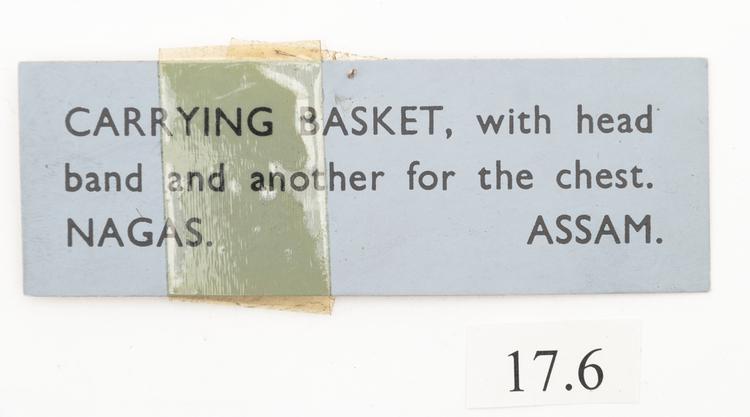 CARRYING BASKET, with head
band and another for the chest.
NAGAS. ASSAM.
17.6